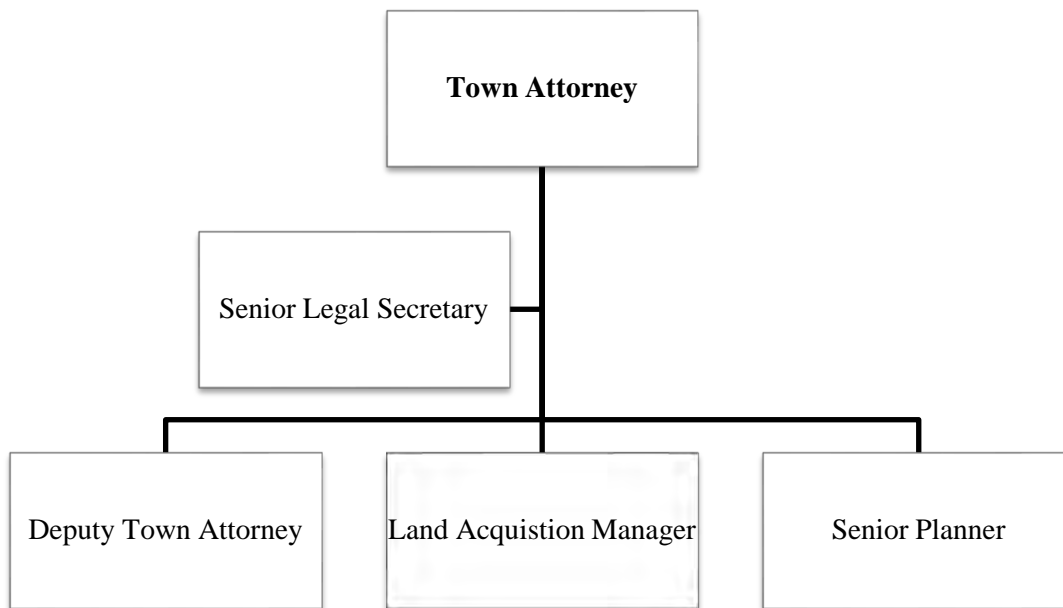 Town Attorney
Senior Legal Secretary
Deputy Town Attorney
Land Acquistion Manager
Senior Planner